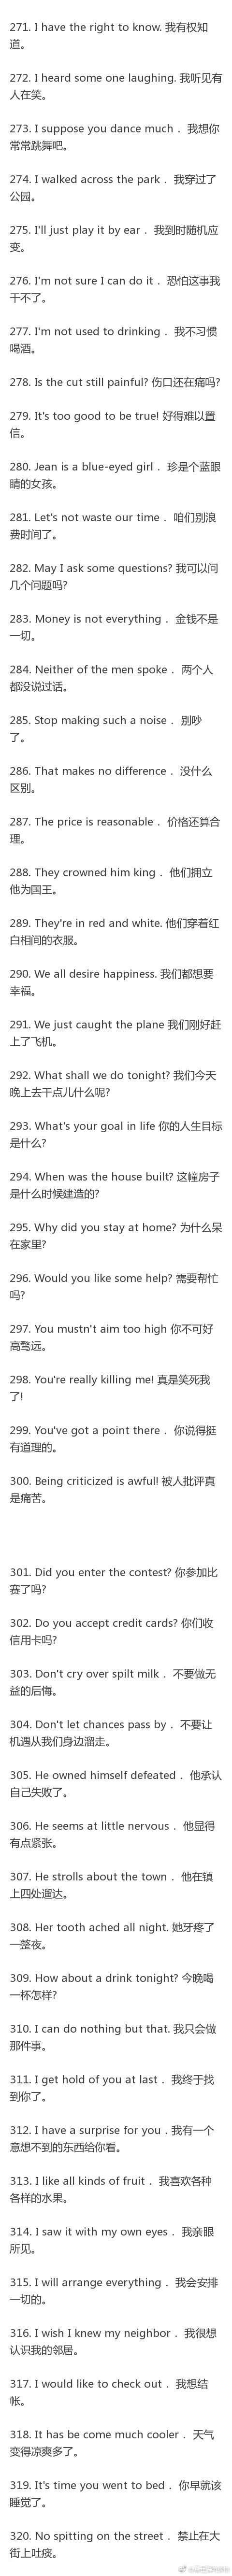 271. I have the right to know. 我有权知
道。
272. I heard some one laughing. 我听见有
人在笑。
273. I suppose you dance much． 我想你
常常跳舞吧。
274. I walked across the park． 我穿过了
公园。
275. I'll just play it by ear． 我到时随机应
变。
276. I'm not sure I can do it． 恐怕这事我
干不了。
277. I'm not used to drinking． 我不习惯
喝酒。
278. Is the cut still painful? 伤口还在痛吗?
279. It's too good to be true! 好得难以置
信。
280. Jean is a blue-eyed girl． 珍是个蓝眼
睛的女孩。
281. Let's not waste our time． 咱们别浪
费时间了。
282. May I ask some questions? 我可以问
几个问题吗?
283. Money is not everything． 金钱不是
一切。
284. Neither of the men spoke． 两个人
都没说过话。
285. Stop making such a noise． 别吵
了。
286. That makes no difference． 没什么
区别。
287. The price is reasonable． 价格还算合
理。
288. They crowned him king． 他们拥立
他为国王。
289. They're in red and white. 他们穿着红
白相间的衣服。
290. We all desire happiness. 我们都想要
幸福。
291. We just caught the plane 我们刚好赶
上了飞机。
292. What shall we do tonight? 我们今天
晚上去干点儿什么呢?
293. What's your goal in life 你的人生目标
是什么?
294. When was the house built? 这幢房子
是什么时候建造的?
295. Why did you stay at home? 为什么呆
在家里?
296. Would you like some help? 需要帮忙
吗?
297. You mustn't aim too high 你不可好
高骛远。
298. You're really killing me! 真是笑死我
了!
299. You've got a point there． 你说得挺
有道理的。
300. Being criticized is awful! 被人批评真
是痛苦。
301. Did you enter the contest? 你参加比
赛了吗?
302. Do you accept credit cards? 你们收
信用卡吗?
303. Don't cry over spilt milk． 不要做无
益的后悔。
304. Don't let chances pass by． 不要让
机遇从我们身边溜走。
305. He owned himself defeated． 他承认
自己失败了。
306. He seems at little nervous． 他显得
有点紧张。
307. He strolls about the town． 他在镇
上四处遛达。
308. Her tooth ached all night. 她牙疼了
一整夜。
309. How about a drink tonight? 今晚喝
一杯怎样?
310. I can do nothing but that. 我只会做
那件事。
311. I get hold of you at last． 我终于找
到你了。
312. I have a surprise for you．我有一个
意想不到的东西给你看。
313. I like all kinds of fruit． 我喜欢各种
各样的水果。
314. I saw it with my own eyes． 我亲眼
所见。
315. I will arrange everything． 我会安排
一切的。
316. I wish I knew my neighbor． 我很想
认识我的邻居。
317. I would like to check out． 我想结
帐。
318. It has be come much cooler． 天气
变得凉爽多了。
319. It's time you went to bed． 你早就该
睡觉了。
320. No spitting on the street． 禁止在大
街上吐痰。